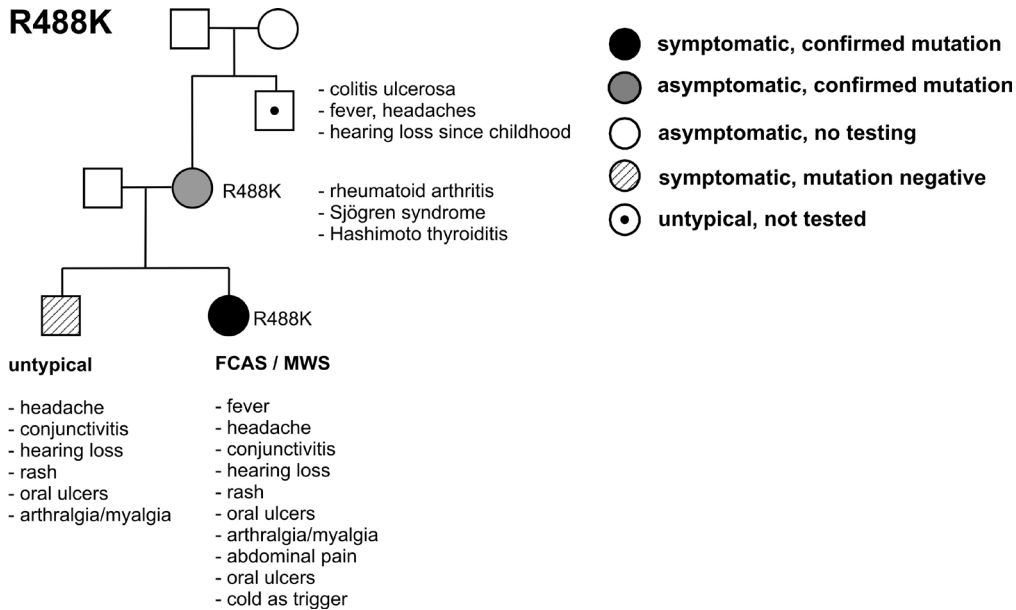 R488K
symptomatic, confirmed mutation
asymptomatic, confirmed mutation
asymptomatic, no testing
symptomatic, mutation negative
untypical, not tested
- colitis ulcerosa
- fever, headaches
- hearing loss since childhood
R488K
- rheumatoid arthritis
- Sjögren syndrome
- Hashimoto thyroiditis
R488K
untypical
- headache
- conjunctivitis
- hearing loss
- rash
- oral ulcers
- arthralgia/myalgia
FCAS / MWS
- fever
- headache
- conjunctivitis
- hearing loss
- rash
- oral ulcers
- arthralgia/myalgia
- abdominal pain
- oral ulcers
- cold as trigger